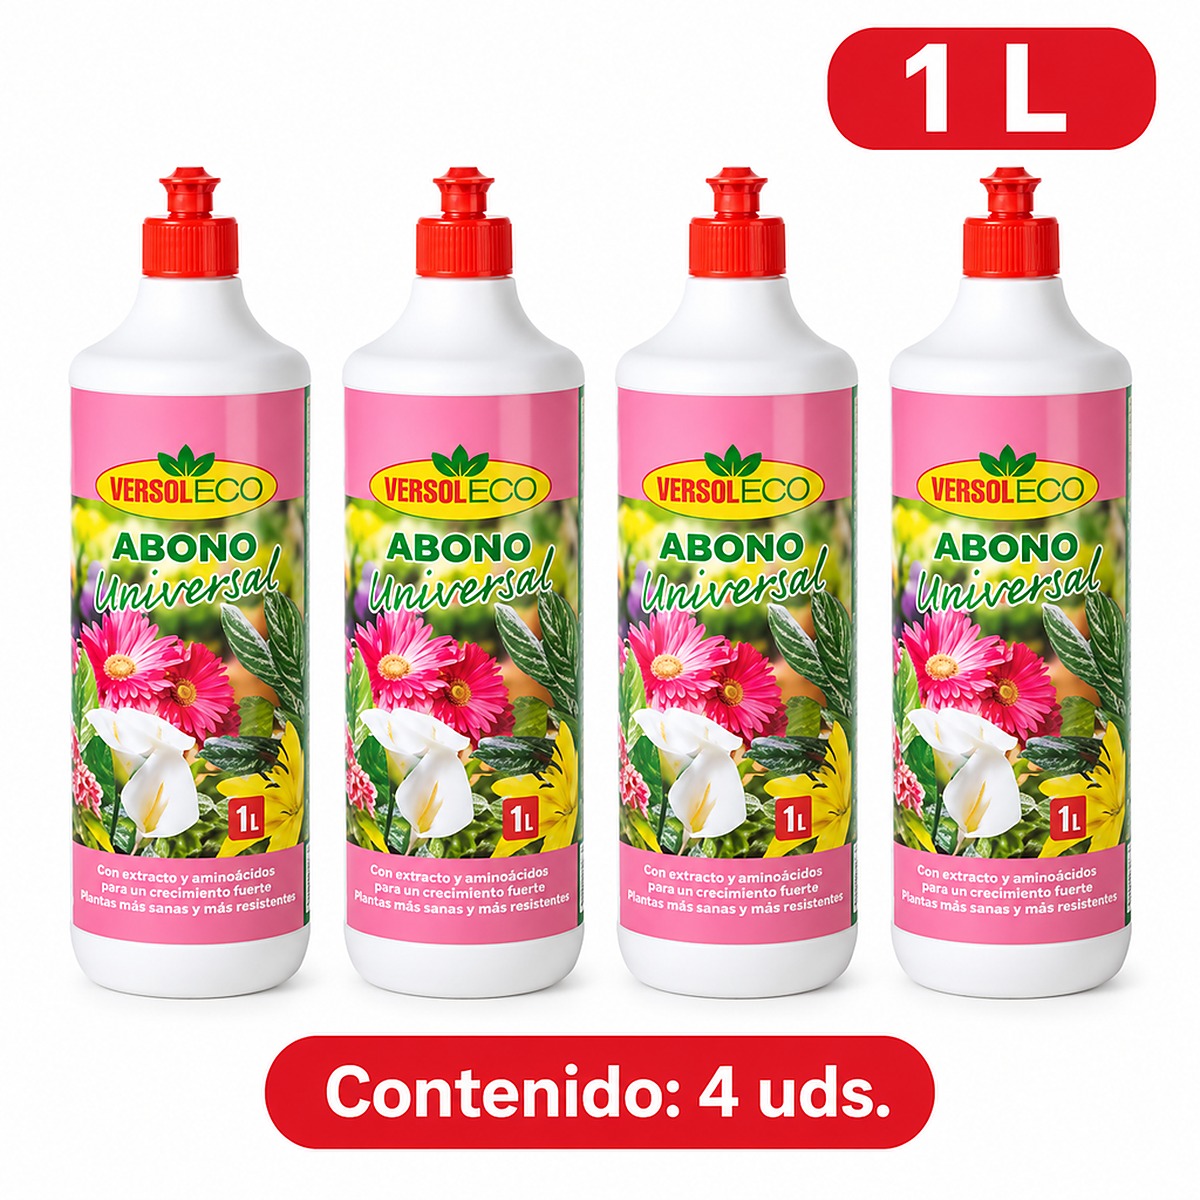 1 L
VERSOLECO
ABONO
Universal
1L
Con extracto y aminoácidos
para un crecimiento fuerte
Plantas más sanas y más resistentes
VERSOLECO
ABONO
Universal
1L
Con extracto y aminoácidos
para un crecimiento fuerte
Plantas más sanas y más resistentes
VERSOLECO
ABONO
Universal
1L
Con extracto y aminoácidos
para un crecimiento fuerte
Plantas más sanas y más resistentes
VERSOLECO
ABONO
Universal
1L
Con extracto y aminoácidos
para un crecimiento fuerte
Plantas más sanas y más resistentes
Contenido: 4 uds.